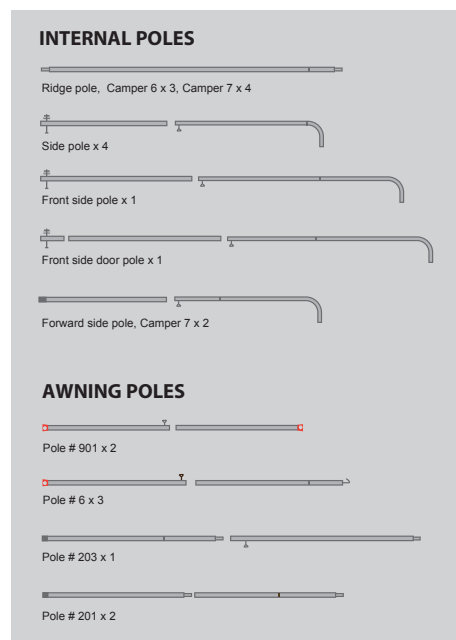 INTERNAL POLES
Ridge pole,  Camper 6 x 3, Camper 7 x 4
Side pole x 4
Front side pole x 1
Front side door pole x 1
Forward side pole, Camper 7 x 2
AWNING POLES
Pole # 901 x 2
Pole # 6 x 3
Pole # 203 x 1
Pole # 201 x 2